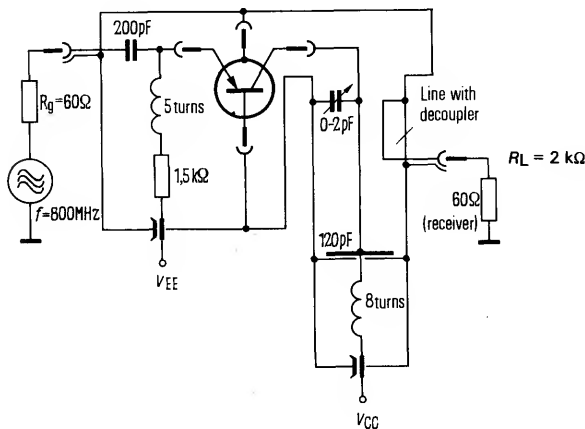 200pF
Rg=60Ω
5turns
0-2pF
Line with
decoupler
RL = 2 kΩ
1,5kΩ
f=800MHz
60Ω
(receiver)
120pF
VEE
8turns
VCC